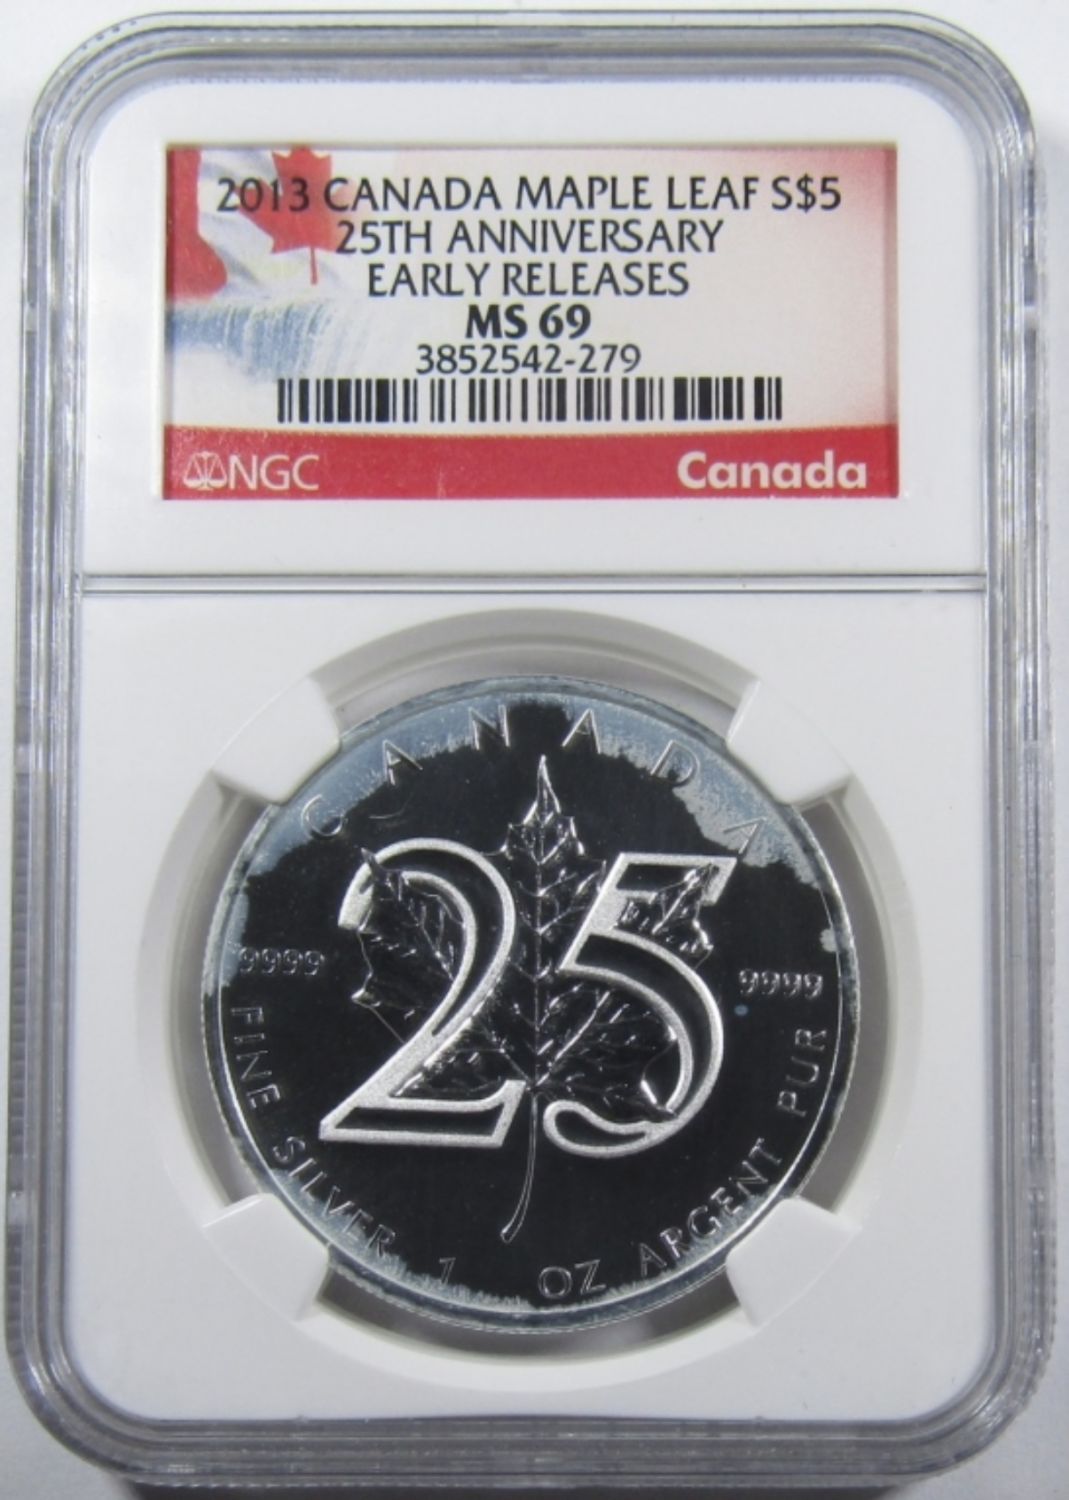 2013 CANADA MAPLE LEAF S$5
25TH ANNIVERSARY
EARLY RELEASES
MS 69
3852542-279
NGC
Canada
CANADA
25
9999
9999
FINE SILVER 1 OZ ARGENT PUR